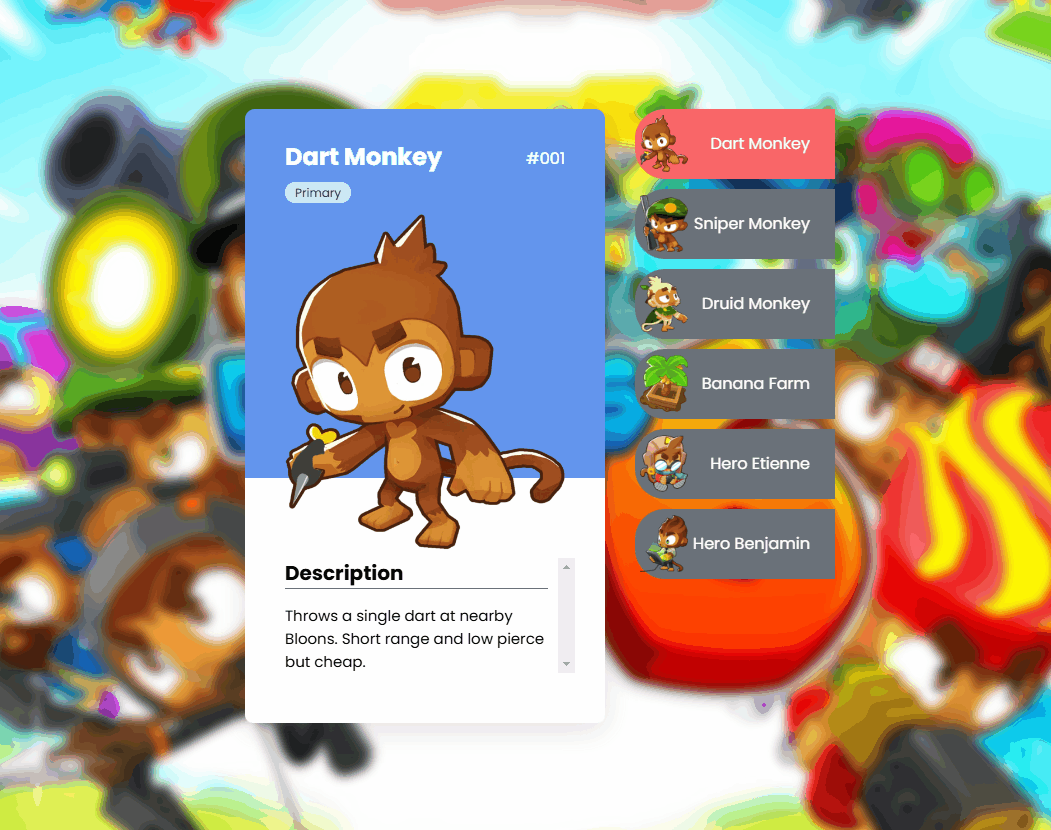 Dart Monkey
#001
Primary
Description
Throws a single dart at nearby
Bloons. Short range and low pierce
but cheap.
Dart Monkey
Sniper Monkey
Druid Monkey
Banana Farm
Hero Etienne
Hero Benjamin